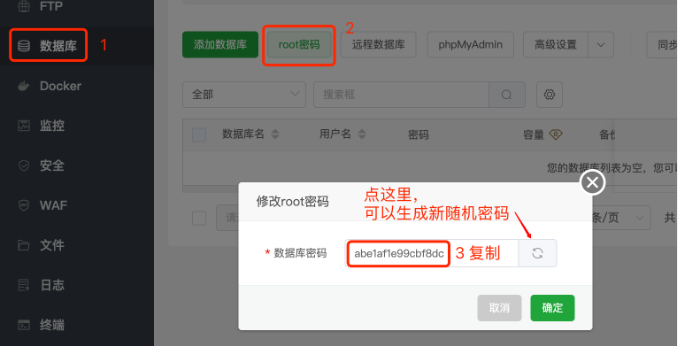 FTP
数据库 1
2
添加数据库 root密码 远程数据库 phpMyAdmin 高级设置 同步
Docker
全部 搜索框
监控
数据库名 用户名 密码 容量 备份
安全
您的数据库列表为空，您可以
WAF
修改root密码
点这里，
可以生成新随机密码
条/页 共
文件
* 数据库密码 abe1af1e99cbf8dc 3 复制
日志
取消 确定
终端